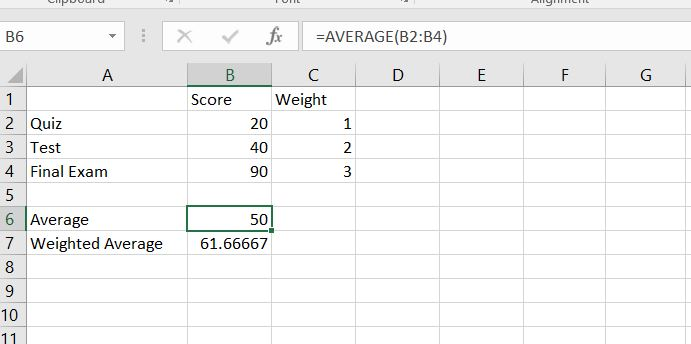 Clipboard Font Alignment
B6 fx =AVERAGE(B2:B4)
A B C D E F G
1 Score Weight
2 Quiz 20 1
3 Test 40 2
4 Final Exam 90 3
5
6 Average 50
7 Weighted Average 61.66667
8
9
10
11